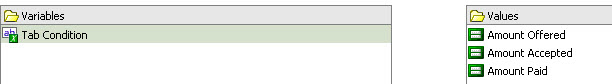 Variables
Tab Condition
Values
Amount Offered
Amount Accepted
Amount Paid